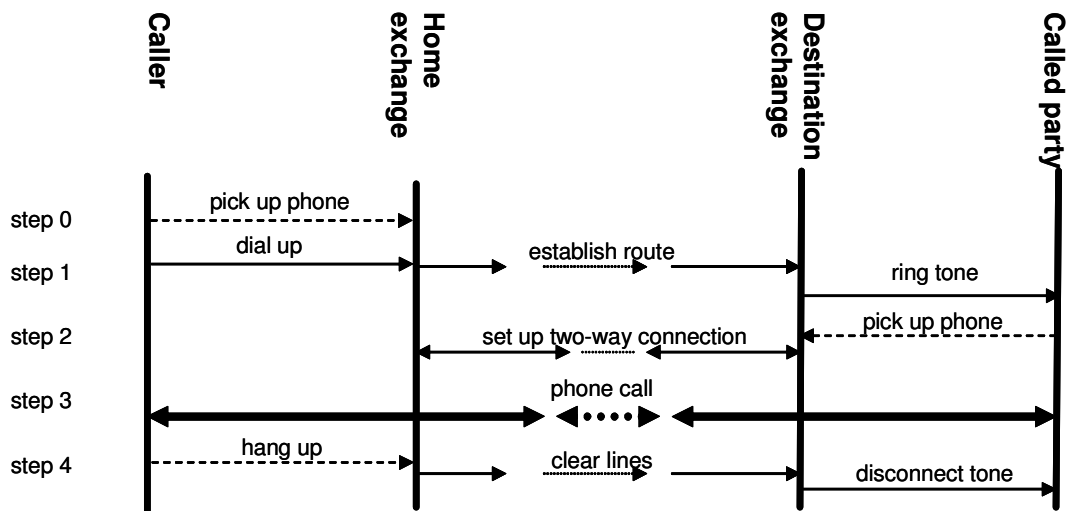 Caller
Home
exchange
Destination
exchange
Called party
step 0
pick up phone
dial up
step 1
establish route
ring tone
step 2
set up two-way connection
pick up phone
step 3
phone call
step 4
hang up
clear lines
disconnect tone